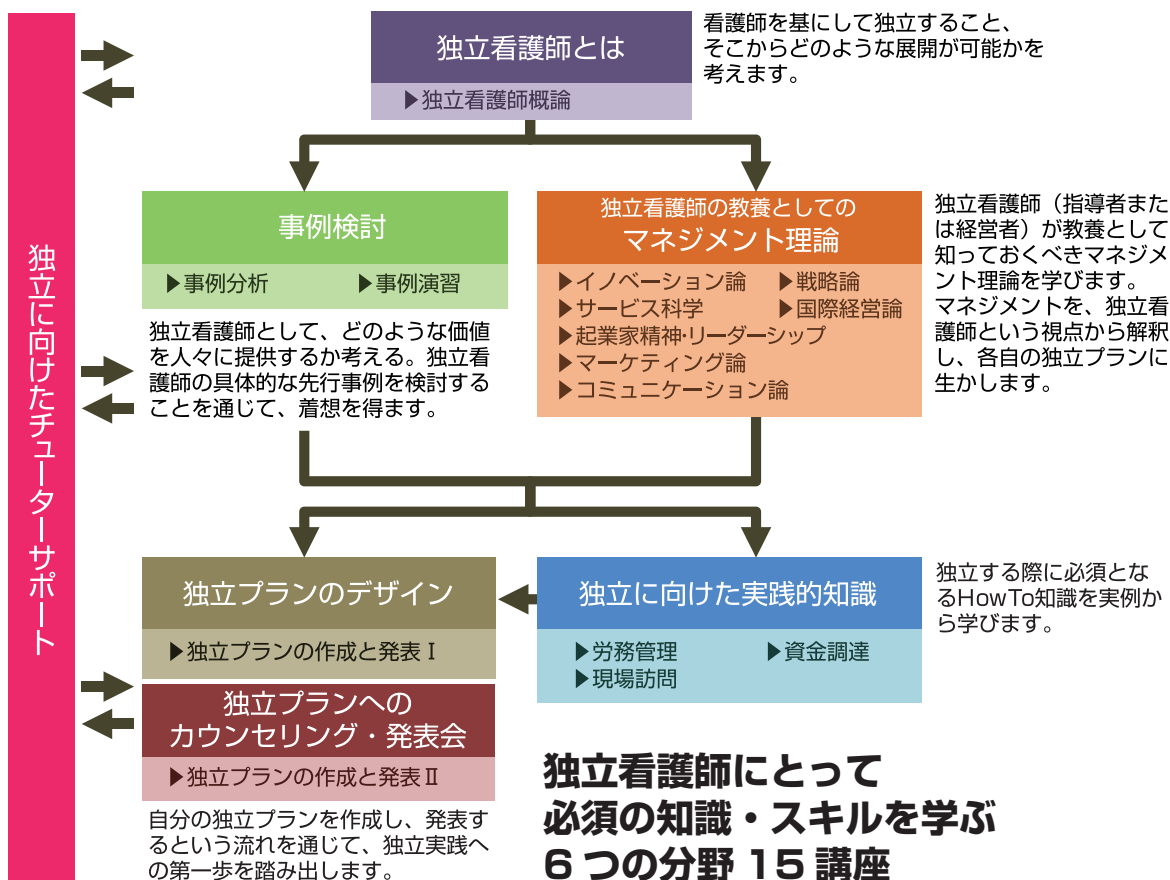 独立に向けたチューターサポート
独立看護師とは
▶独立看護師概論
看護師を基にして独立すること、
そこからどのような展開が可能かを
考えます。
事例検討
▶事例分析 ▶事例演習
独立看護師として、どのような価値
を人々に提供するか考える。独立看
護師の具体的な先行事例を検討する
ことを通じて、着想を得ます。
独立看護師の教養としての
マネジメント理論
▶イノベーション論 ▶戦略論
▶サービス科学 ▶国際経営論
▶起業家精神・リーダーシップ
▶マーケティング論
▶コミュニケーション論
独立看護師（指導者また
は経営者）が教養として
知っておくべきマネジメ
ント理論を学びます。
マネジメントを、独立看
護師という視点から解釈
し、各自の独立プランに
生かします。
独立プランのデザイン
▶独立プランの作成と発表Ⅰ
独立に向けた実践的知識
▶労務管理 ▶資金調達
▶現場訪問
独立する際に必須とな
るHowTo知識を実例か
ら学びます。
独立プランへの
カウンセリング・発表会
▶独立プランの作成と発表Ⅱ
自分の独立プランを作成し、発表す
るという流れを通じて、独立実践へ
の第一歩を踏み出します。
独立看護師にとって
必須の知識・スキルを学ぶ
6つの分野 15講座